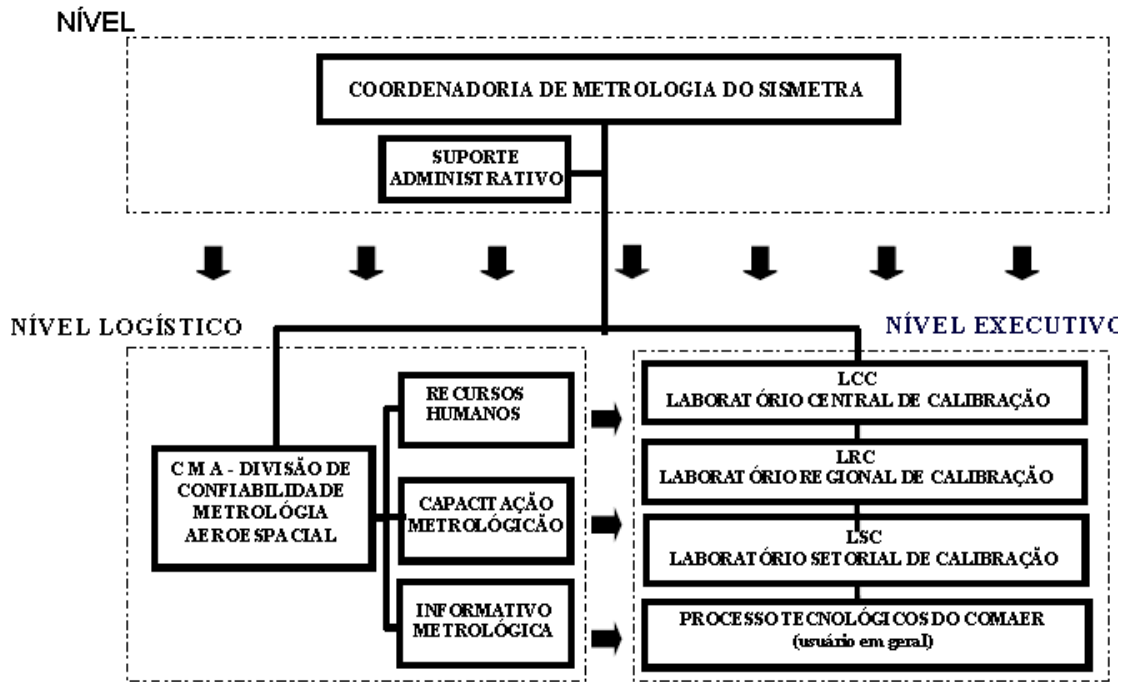 NÍVEL
COORDENADORIA DE METROLOGIA DO SISMETRA
SUPORTE
ADMINISTRATIVO
NÍVEL LOGÍSTICO
NÍVEL EXECUTIVO
CMA - DIVISÃO DE
CONFIABILIDADE
METROLÓGIA
AEROESPACIAL
RECURSOS
HUMANOS
CAPACITAÇÃO
METROLÓGICÃO
INFORMATIVO
METROLÓGICA
LCC
LABORATÓRIO CENTRAL DE CALIBRAÇÃO
LRC
LABORATÓRIO REGIONAL DE CALIBRAÇÃO
LSC
LABORATÓRIO SETORIAL DE CALIBRAÇÃO
PROCESSO TECNOLÓGICOS DO COMAER
(usuário em geral)